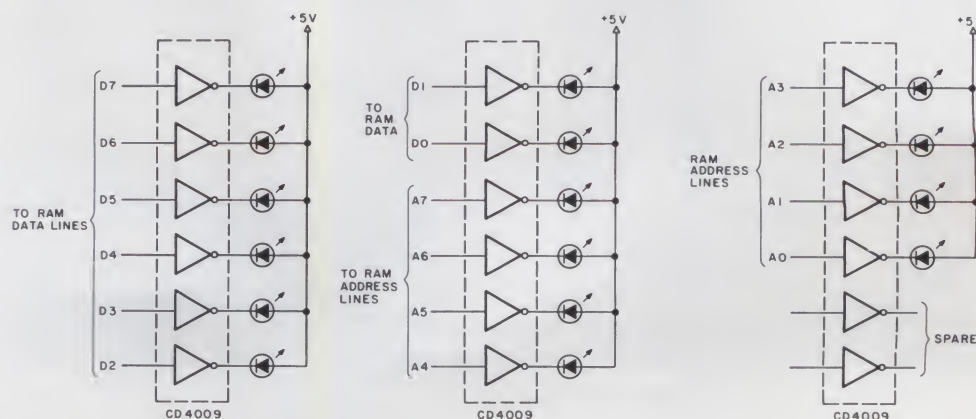 +5V
D7
D6
D5
D4
D3
D2
TO RAM
DATA LINES
CD4009
+5V
D1
D0
TO
RAM
DATA
A7
A6
A5
A4
TO RAM
ADDRESS
LINES
CD4009
+5
A3
A2
A1
A0
RAM
ADDRESS
LINES
SPARE
CD4009